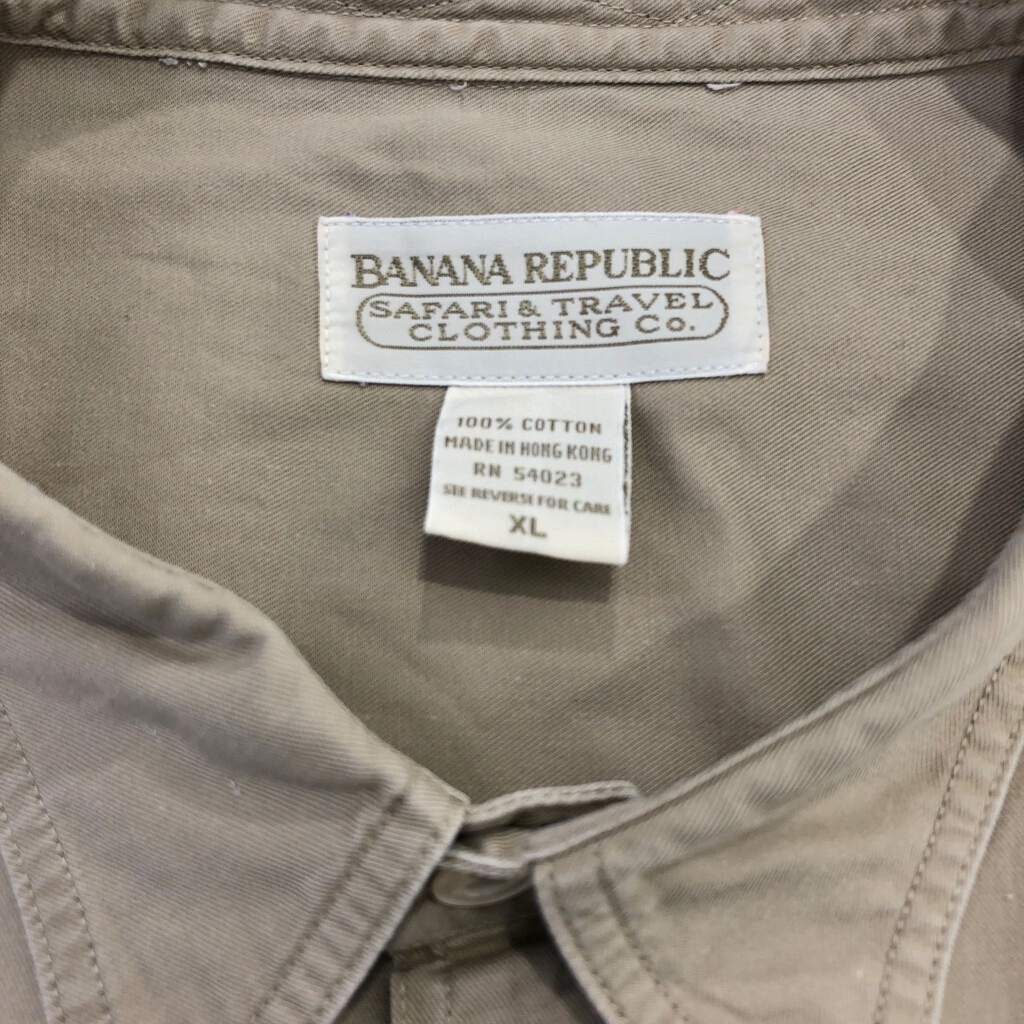 BANANA REPUBLIC
SAFARI & TRAVEL
CLOTHING Co.
100% COTTON
MADE IN HONG KONG
RN 54023
SEE REVERSE FOR CARE
XL